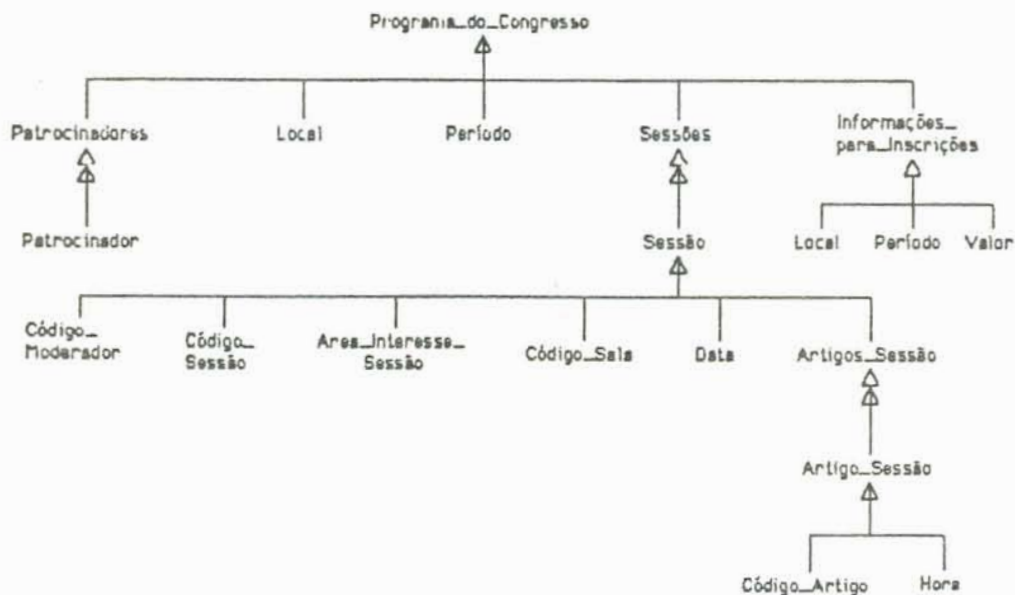 Programa_do_Congresso
Patrocinadores
Local
Período
Sessões
Informações_
para_Inscrições
Patrocinador
Sessão
Local
Período
Valor
Código_
Moderador
Código_
Sessão
Area_Interesse_
Sessão
Código_Sala
Data
Artigos_Sessão
Artigo_Sessão
Código_Artigo
Hora